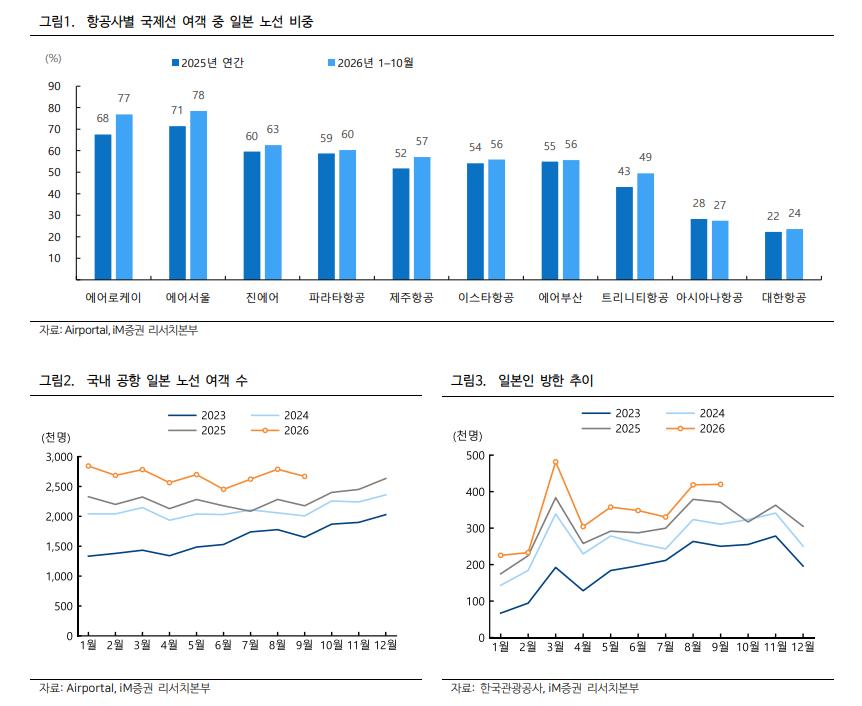 그림1. 항공사별 국제선 여객 중 일본 노선 비중
(%)
2025년 연간 2026년 1–10월
90
80
70
60
50
40
30
20
10
68 77 71 78 60 63 59 60 52 57 54 56 55 56 43 49 28 27 22 24
에어로케이 에어서울 진에어 파라타항공 제주항공 이스타항공 에어부산 트리니티항공 아시아나항공 대한항공
자료: Airportal, iM증권 리서치본부
그림2. 국내 공항 일본 노선 여객 수
2023 2024
2025 2026
(천명)
3,000
2,500
2,000
1,500
1,000
500
0
1월 2월 3월 4월 5월 6월 7월 8월 9월 10월 11월 12월
자료: Airportal, iM증권 리서치본부
그림3. 일본인 방한 추이
2023 2024
2025 2026
(천명)
500
400
300
200
100
0
1월 2월 3월 4월 5월 6월 7월 8월 9월 10월 11월 12월
자료: 한국관광공사, iM증권 리서치본부